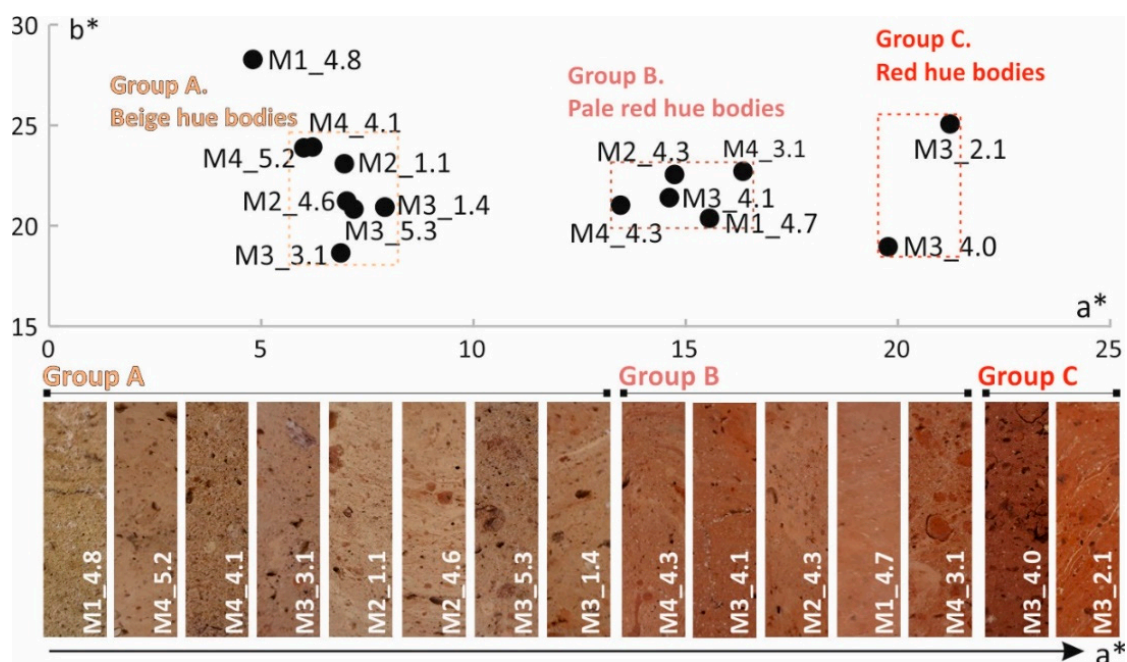 30
b*
M1_4.8
Group A.
Beige hue bodies
Group B.
Pale red hue bodies
Group C.
Red hue bodies
25
M4_4.1
M4_5.2
M2_1.1
M2_4.6
M3_1.4
M3_5.3
M3_3.1
M2_4.3
M4_3.1
M3_4.1
M4_4.3
M1_4.7
M3_2.1
M3_4.0
20
15
a*
0 5 10 15 20 25
Group A Group B Group C
M1_4.8
M4_5.2
M4_4.1
M3_3.1
M2_1.1
M2_4.6
M3_5.3
M3_1.4
M4_4.3
M3_4.1
M2_4.3
M1_4.7
M4_3.1
M3_4.0
M3_2.1
a*